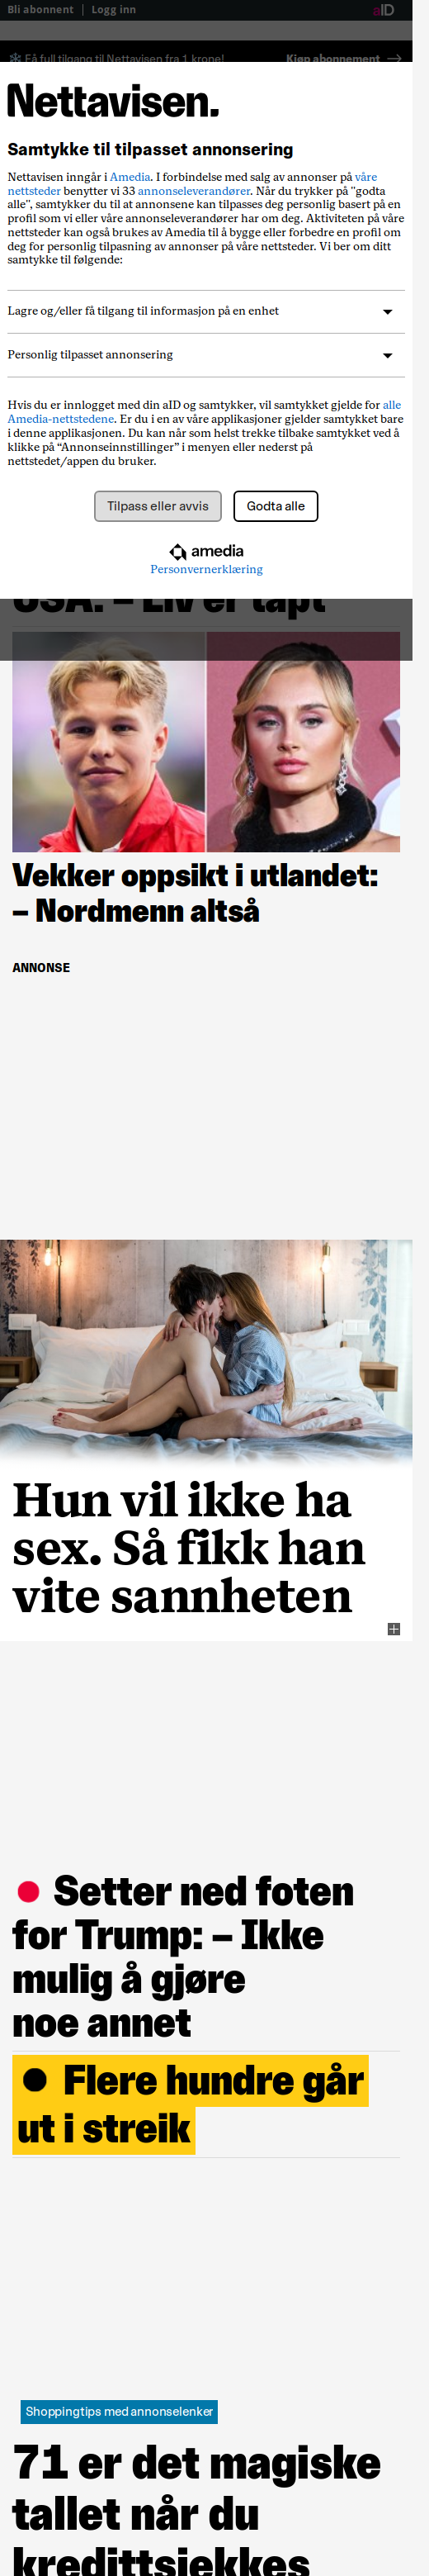 Bli abonnent | Logg inn
aID
Få full tilgang til Nettavisen fra 1 krone!
Kjøp abonnement
Nettavisen.
Samtykke til tilpasset annonsering
Nettavisen inngår i Amedia. I forbindelse med salg av annonser på våre
nettsteder benytter vi 33 annonseleverandører. Når du trykker på "godta
alle", samtykker du til at annonsene kan tilpasses deg personlig basert på en
profil som vi eller våre annonseleverandører har om deg. Aktiviteten på våre
nettsteder kan også brukes av Amedia til å bygge eller forbedre en profil om
deg for personlig tilpasning av annonser på våre nettsteder. Vi ber om ditt
samtykke til følgende:
Lagre og/eller få tilgang til informasjon på en enhet
Personlig tilpasset annonsering
Hvis du er innlogget med din aID og samtykker, vil samtykket gjelde for alle
Amedia-nettstedene. Er du i en av våre applikasjoner gjelder samtykket bare
i denne applikasjonen. Du kan når som helst trekke tilbake samtykket ved å
klikke på “Annonseinnstillinger” i menyen eller nederst på
nettstedet/appen du bruker.
Tilpass eller avvis
Godta alle
amedia
Personvernerklæring
USA: – Liv er tapt
Vekker oppsikt i utlandet:
– Nordmenn altså
ANNONSE
Hun vil ikke ha
sex. Så fikk han
vite sannheten
Setter ned foten
for Trump: – Ikke
mulig å gjøre
noe annet
Flere hundre går
ut i streik
Shoppingtips med annonselenker
71 er det magiske
tallet når du
kredittsjekkes